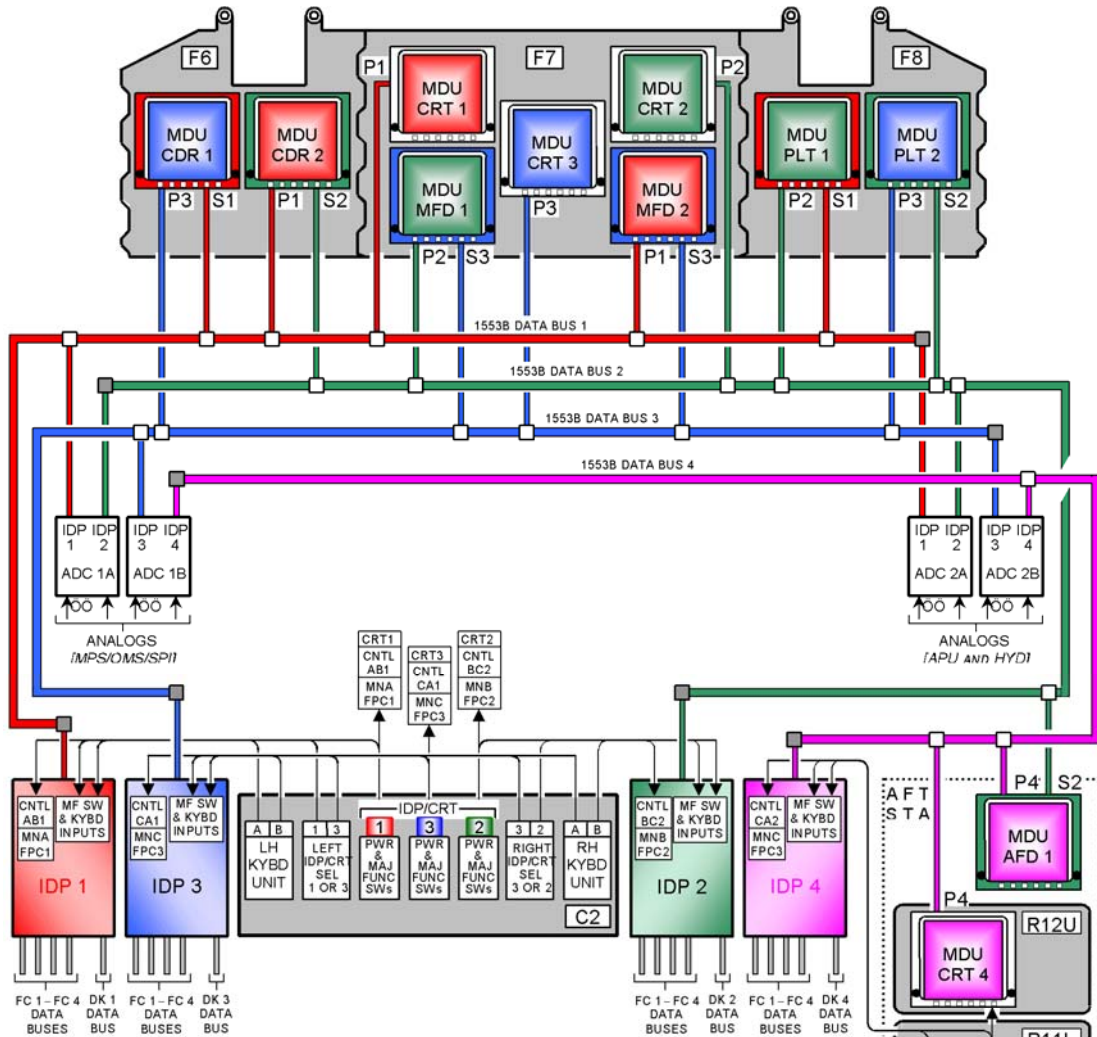 F6
F7
F8
P1
P2
MDU CRT 1
MDU CRT 2
MDU CDR 1
MDU CDR 2
MDU CRT 3
MDU PLT 1
MDU PLT 2
MDU MFD 1
MDU MFD 2
P3 S1
P1 S2
P3
P2 S1
P3 S2
P2 S3
P1 S3
1553B DATA BUS 1
1553B DATA BUS 2
1553B DATA BUS 3
1553B DATA BUS 4
IDP 1
IDP 2
ADC 1A
IDP 3
IDP 4
ADC 1B
ÖÖ
ÖÖ
ANALOGS
[MPS/OMS/SPI]
IDP 1
IDP 2
ADC 2A
IDP 3
IDP 4
ADC 2B
ÖÖ
ÖÖ
ANALOGS
[APU AND HYD]
CRT1
CNTL
AB1
MNA
FPC1
CRT3
CNTL
CA1
MNC
FPC3
CRT2
CNTL
BC2
MNB
FPC2
CNTL
AB1
MNA
FPC1
MF SW
& KYBD
INPUTS
IDP 1
CNTL
CA1
MNC
FPC3
MF SW
& KYBD
INPUTS
IDP 3
A B
LH
KYBD
UNIT
1 3
LEFT
IDP/CRT
SEL
1 OR 3
IDP/CRT
1
PWR
& MAJ
FUNC
SWs
3
PWR
& MAJ
FUNC
SWs
2
PWR
& MAJ
FUNC
SWs
3 2
RIGHT
IDP/CRT
SEL
3 OR 2
A B
RH
KYBD
UNIT
C2
CNTL
BC2
MNB
FPC2
MF SW
& KYBD
INPUTS
IDP 2
CNTL
CA2
MNC
FPC3
MF SW
& KYBD
INPUTS
IDP 4
AFT
STA
P4 S2
MDU
AFD 1
P4
R12U
MDU
CRT 4
R11L
FC 1 – FC 4
DATA
BUSES
DK 1
DATA
BUS
FC 1 – FC 4
DATA
BUSES
DK 3
DATA
BUS
FC 1 – FC 4
DATA
BUSES
DK 2
DATA
BUS
FC 1 – FC 4
DATA
BUSES
DK 4
DATA
BUS